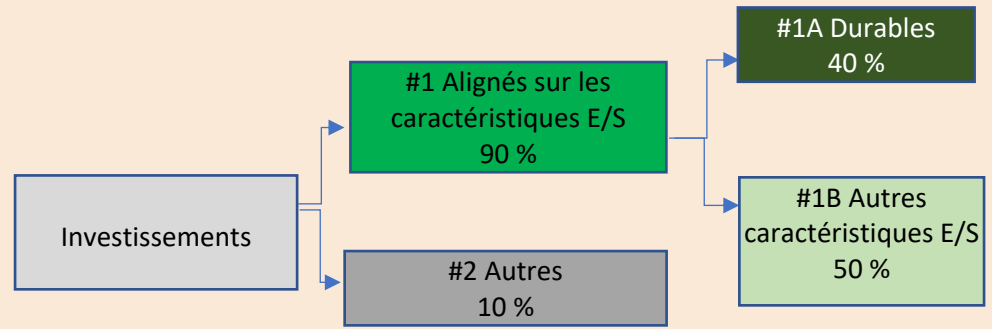 Investissements
#1 Alignés sur les
caractéristiques E/S
90 %
#2 Autres
10 %
#1A Durables
40 %
#1B Autres
caractéristiques E/S
50 %